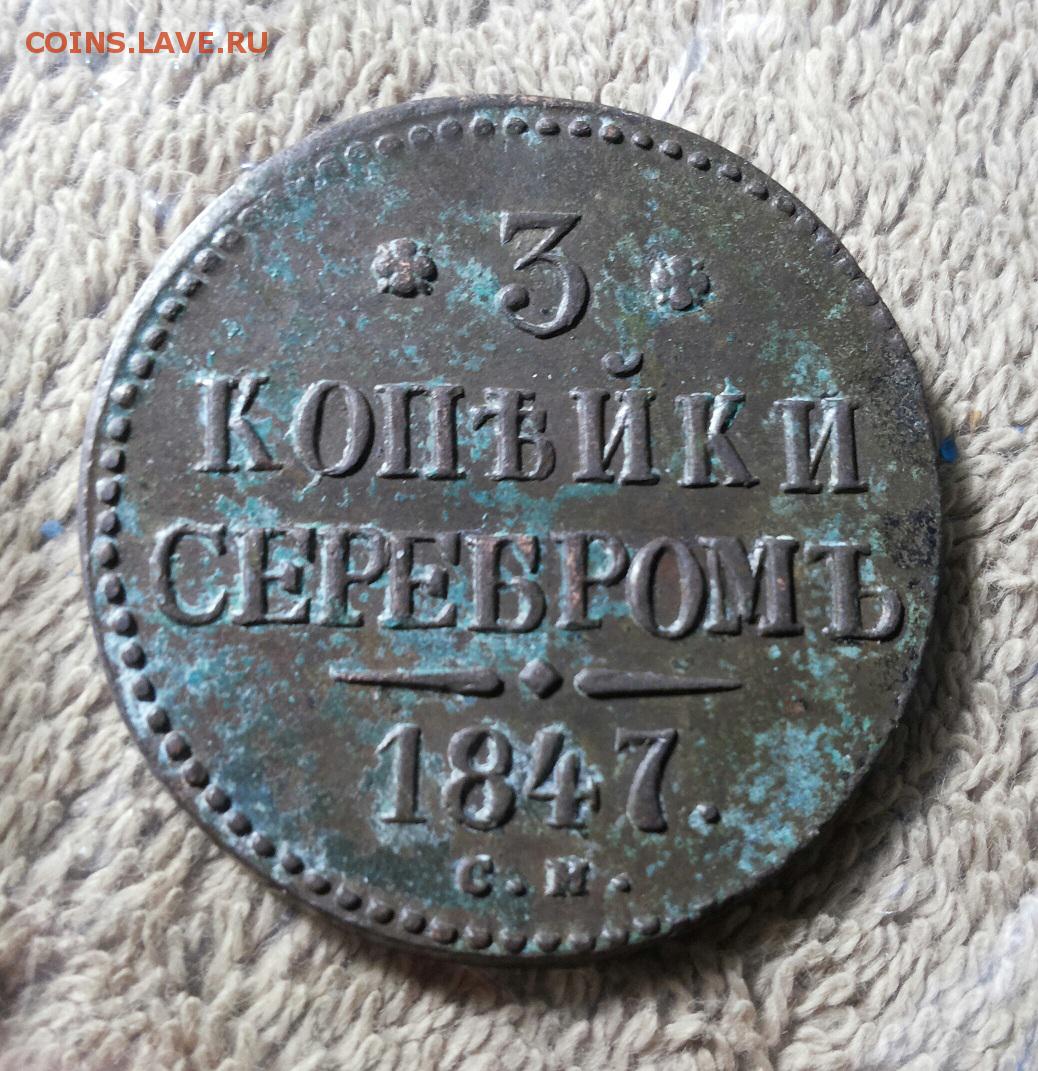 COINS.LAVE.RU
3
КОПѢЙКИ
СЕРЕБРОМЪ
1847.
С.М.